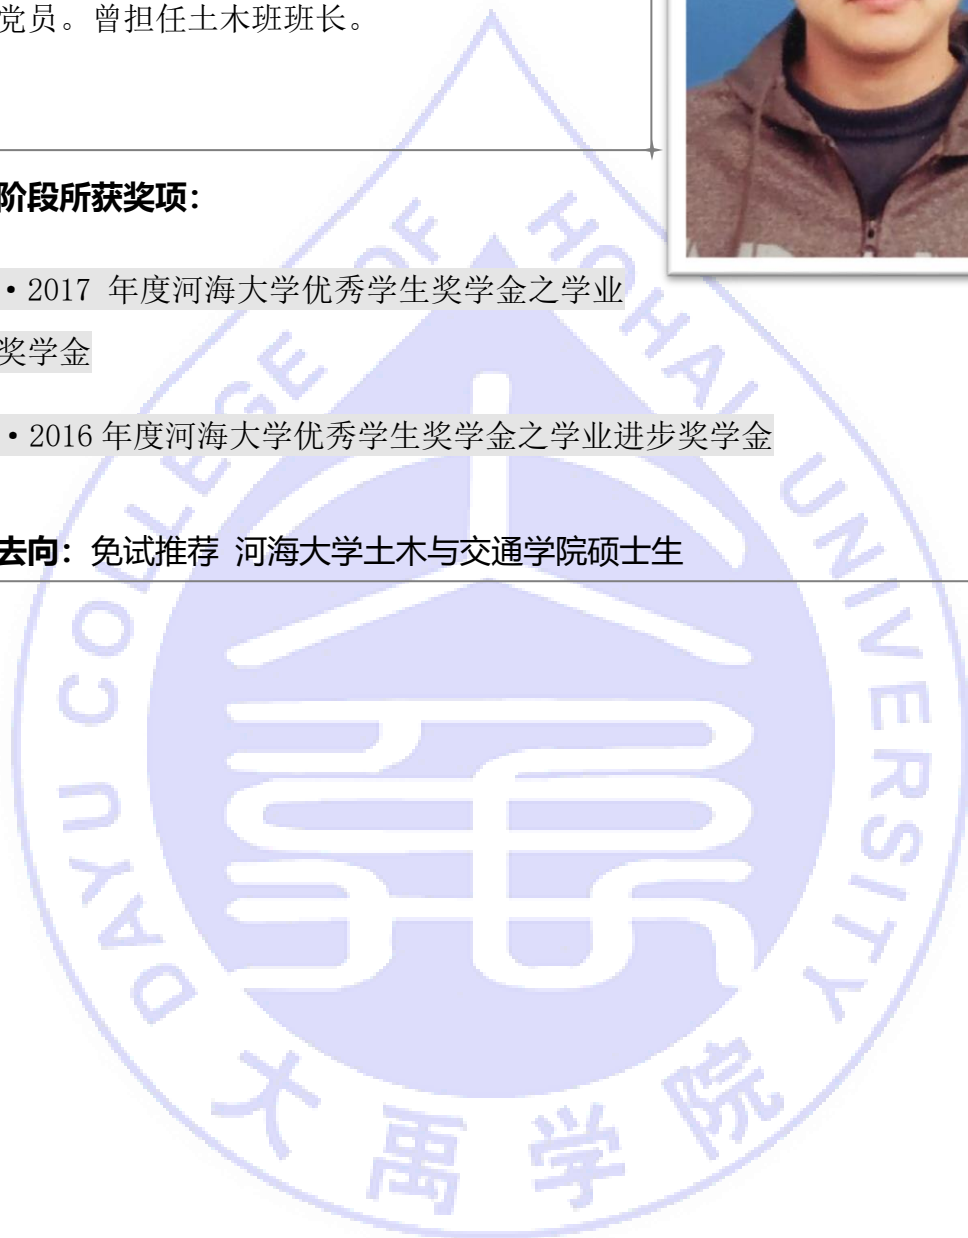 党员。曾担任土木班班长。
阶段所获奖项：
•2017 年度河海大学优秀学生奖学金之学业
奖学金
•2016 年度河海大学优秀学生奖学金之学业进步奖学金
去向：免试推荐 河海大学土木与交通学院硕士生
DAYU COLLEGE OF HOHAI UNIVERSITY
大禹学院